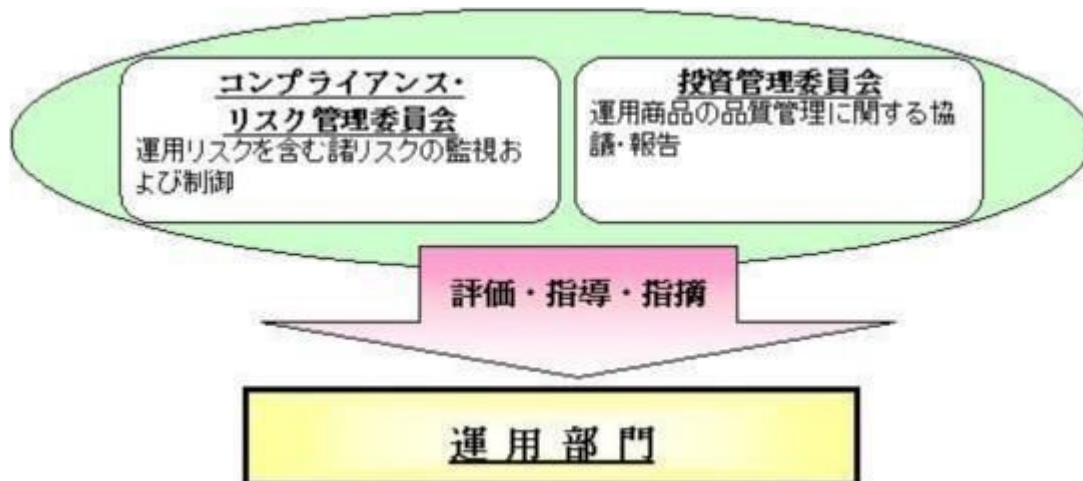 コンプライアンス・
リスク管理委員会
運用リスクを含む諸リスクの監視お
よび制御
投資管理委員会
運用商品の品質管理に関する協
議・報告
評価・指導・指摘
運用部門